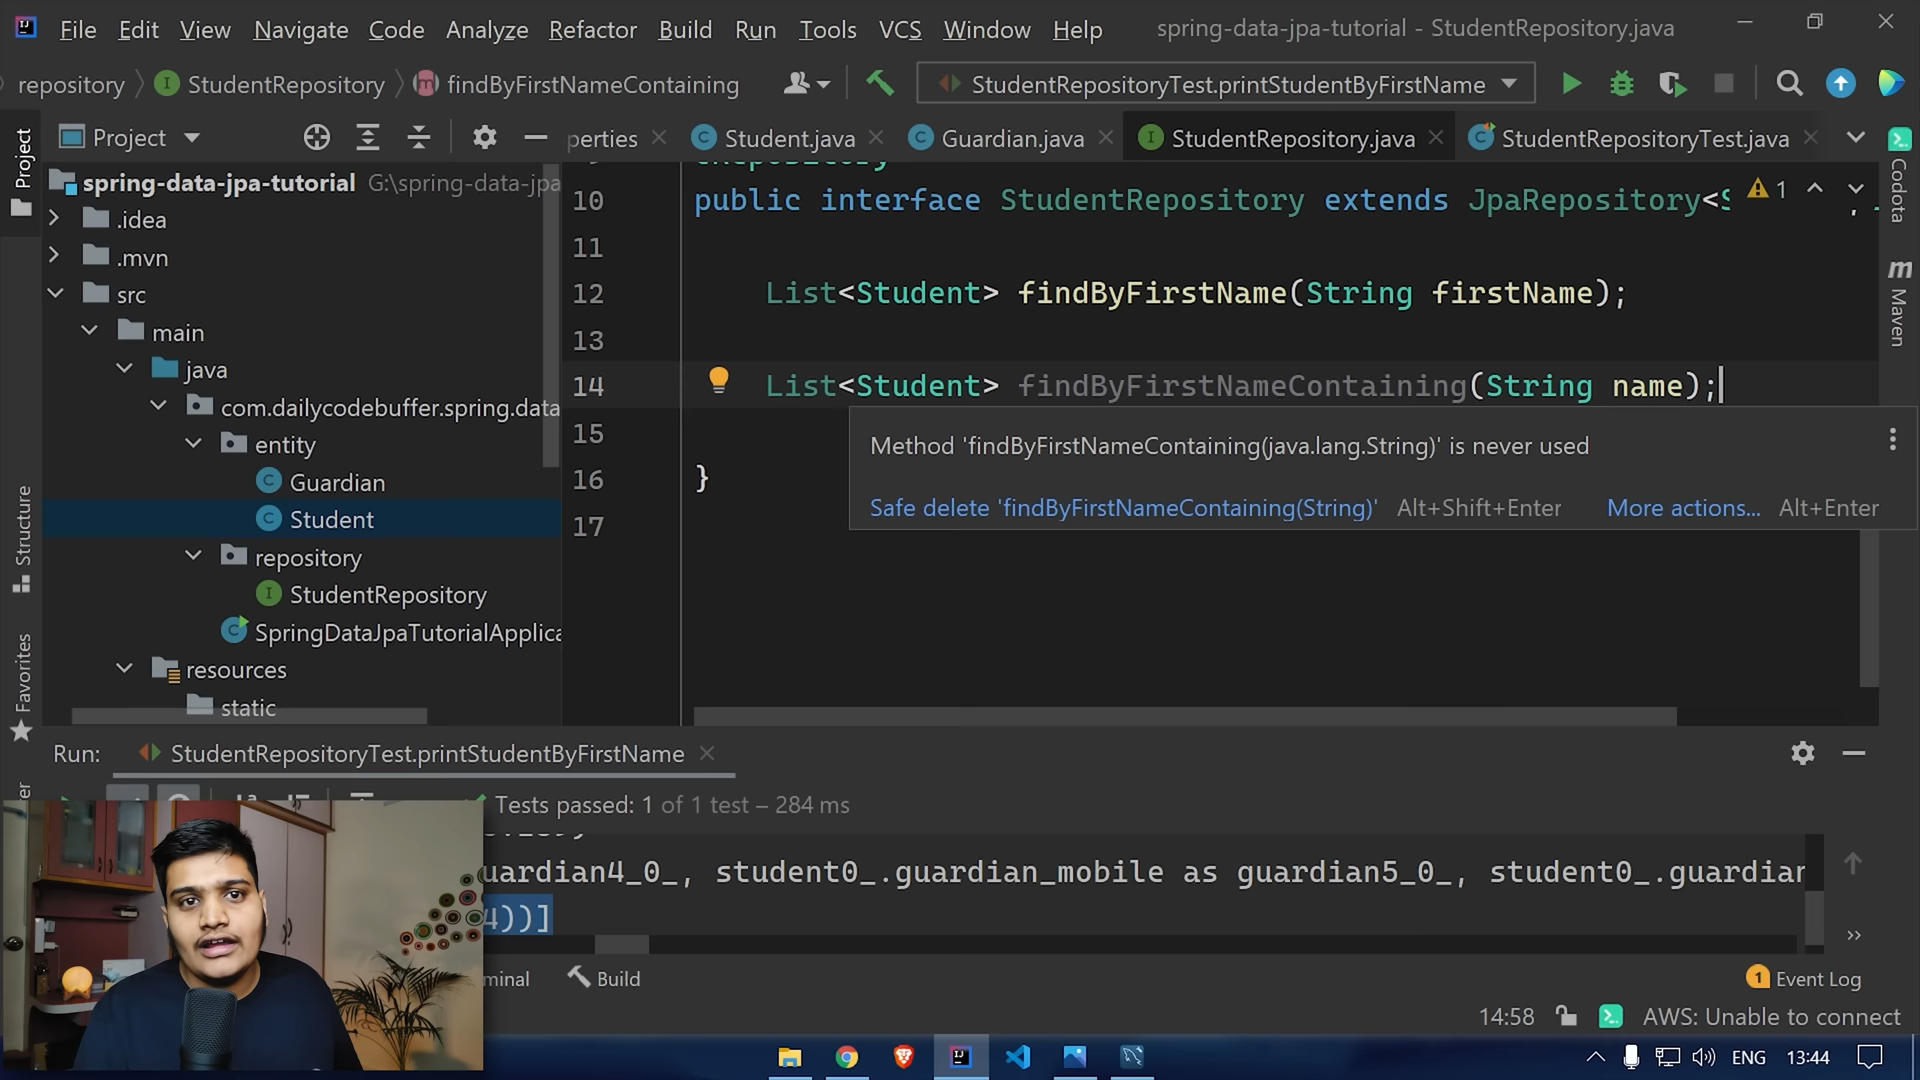 File Edit View Navigate Code Analyze Refactor Build Run Tools VCS Window Help spring-data-jpa-tutorial - StudentRepository.java
repository StudentRepository findByFirstNameContaining StudentRepositoryTest.printStudentByFirstName
Project perties Student.java Guardian.java StudentRepository.java StudentRepositoryTest.java
spring-data-jpa-tutorial G:\spring-data-jpa
.idea
.mvn
src
main
java
com.dailycodebuffer.spring.data
entity
Guardian
Student
repository
StudentRepository
SpringDataJpaTutorialApplica
resources
static
10 public interface StudentRepository extends JpaRepository<S 1
11
12 List<Student> findByFirstName(String firstName);
13
14 List<Student> findByFirstNameContaining(String name);
15
16 }
17
Method 'findByFirstNameContaining(java.lang.String)' is never used
Safe delete 'findByFirstNameContaining(String)' Alt+Shift+Enter More actions... Alt+Enter
Project
Structure
Favorites
Codota
Maven
Run: StudentRepositoryTest.printStudentByFirstName
Tests passed: 1 of 1 test – 284 ms
uardian4_0_, student0_.guardian_mobile as guardian5_0_, student0_.guardian
4))]
minal Build
1 Event Log
14:58 AWS: Unable to connect
ENG 13:44